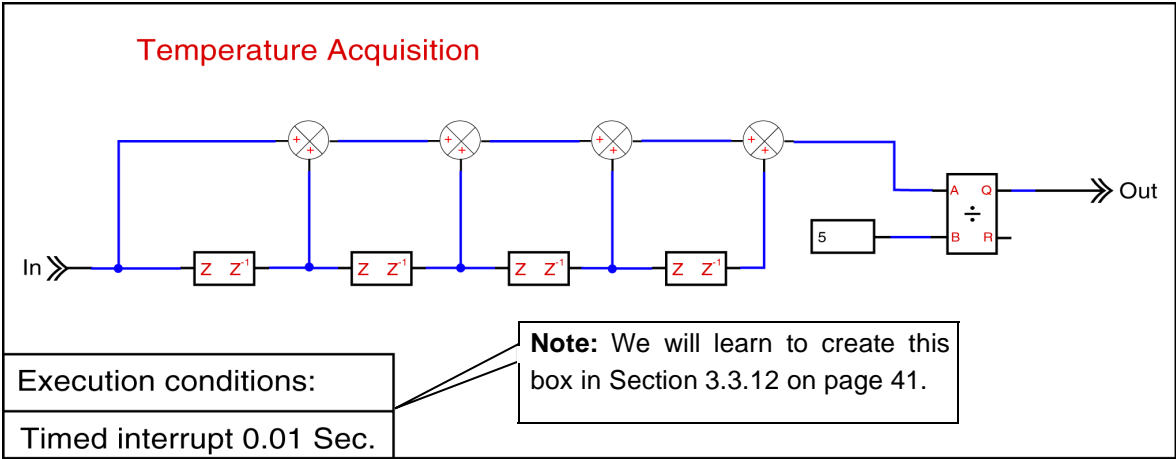 Temperature Acquisition
+ + + + + + + +
A Q
÷
B R
Out
5
In
Z Z⁻¹ Z Z⁻¹ Z Z⁻¹ Z Z⁻¹
Note: We will learn to create this
box in Section 3.3.12 on page 41.
Execution conditions:
Timed interrupt 0.01 Sec.